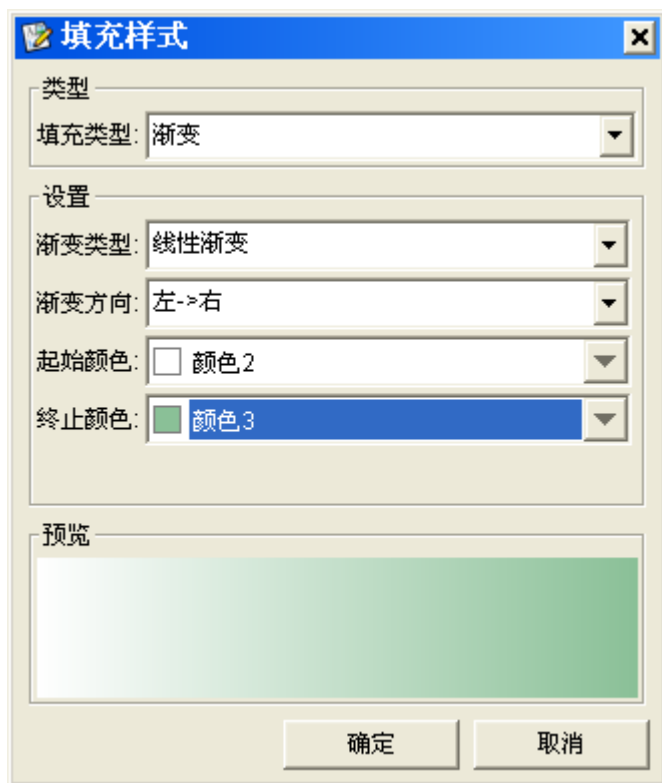 填充样式
类型
填充类型: 渐变
设置
渐变类型: 线性渐变
渐变方向: 左->右
起始颜色: 颜色2
终止颜色: 颜色3
预览
确定 取消